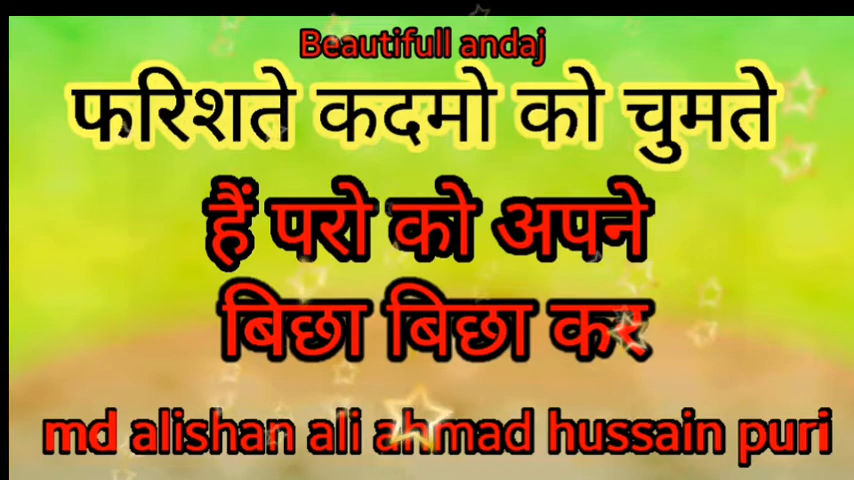 Beautifull andaj
फरिशते कदमो को चुमते
हैं परो को अपने
बिछा बिछा कर
md alishan ali ahmad hussain puri